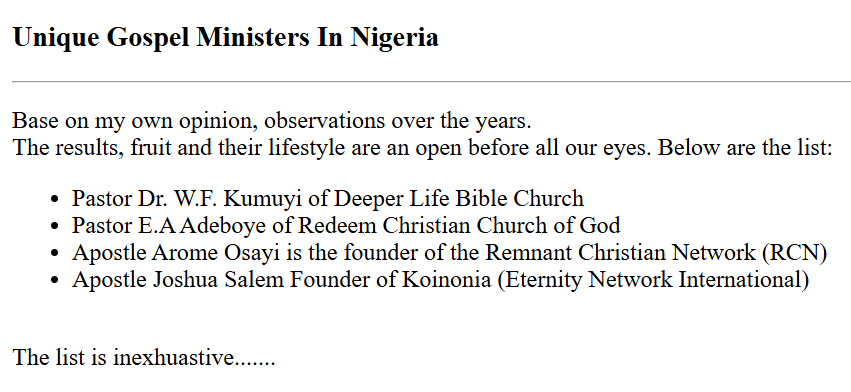 Unique Gospel Ministers In Nigeria
Base on my own opinion, observations over the years.
The results, fruit and their lifestyle are an open before all our eyes. Below are the list:
• Pastor Dr. W.F. Kumuyi of Deeper Life Bible Church
• Pastor E.A Adeboye of Redeem Christian Church of God
• Apostle Arome Osayi is the founder of the Remnant Christian Network (RCN)
• Apostle Joshua Salem Founder of Koinonia (Eternity Network International)
The list is inexhuastive.......